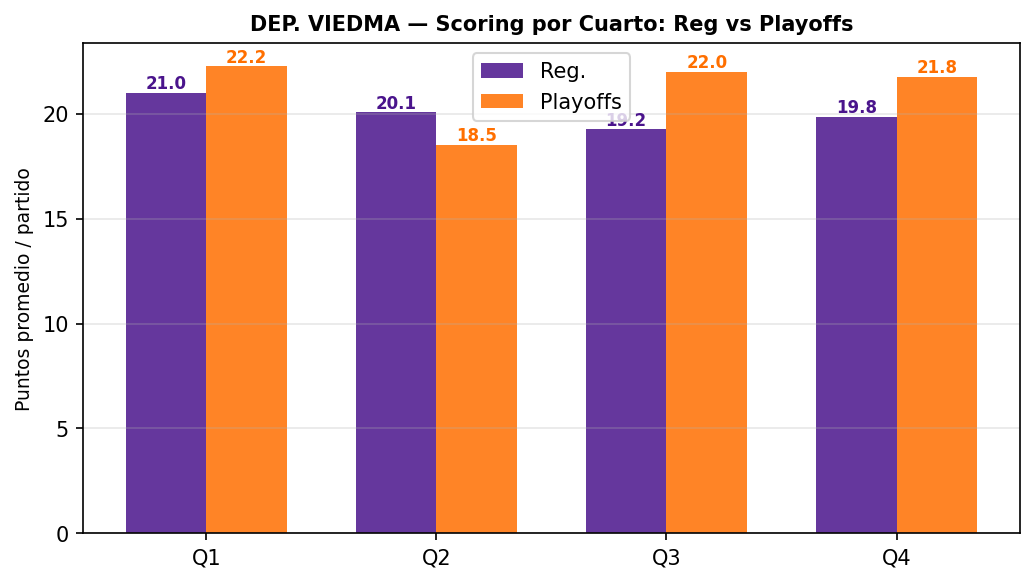 DEP. VIEDMA — Scoring por Cuarto: Reg vs Playoffs
Puntos promedio / partido
20
15
10
5
0
21.0
22.2
20.1
18.5
19.2
22.0
19.8
21.8
Reg.
Playoffs
Q1
Q2
Q3
Q4